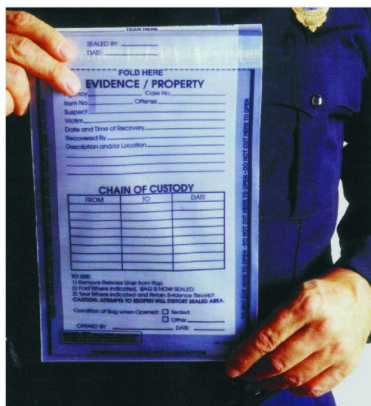 TEAR HERE
SEALED BY
DATE
FOLD HERE
EVIDENCE / PROPERTY
Case No.
Item No. Offense
Suspect
Victim
Date and Time of Recovery
Recovered By
Description and/or Location
CHAIN OF CUSTODY
FROM TO DATE
TO USE:
1) Remove Release Liner from Flap.
2) Fold Where Indicated. BAG IS NOW SEALED.
3) Tear Where Indicated and Retain Evidence Receipt.
CAUTION: ATTEMPTS TO REOPEN WILL DISTORT SEALED AREA.
Condition of Bag when Opened: Sealed
Other
OPENED BY DATE